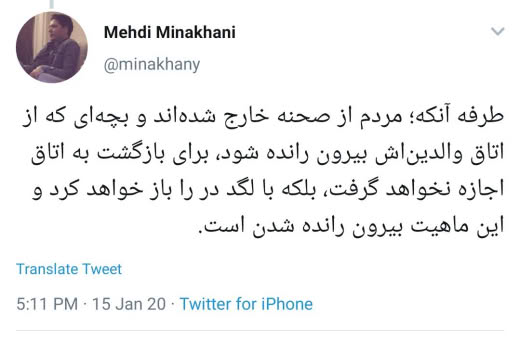 Mehdi Minakhani
@minakhany
طرفه آنکه؛ مردم از صحنه خارج شده‌اند و بچه‌ای که از
اتاق والدین‌اش بیرون رانده شود، برای بازگشت به اتاق
اجازه نخواهد گرفت، بلکه با لگد در را باز خواهد کرد و
این ماهیت بیرون رانده شدن است.
Translate Tweet
5:11 PM · 15 Jan 20 · Twitter for iPhone